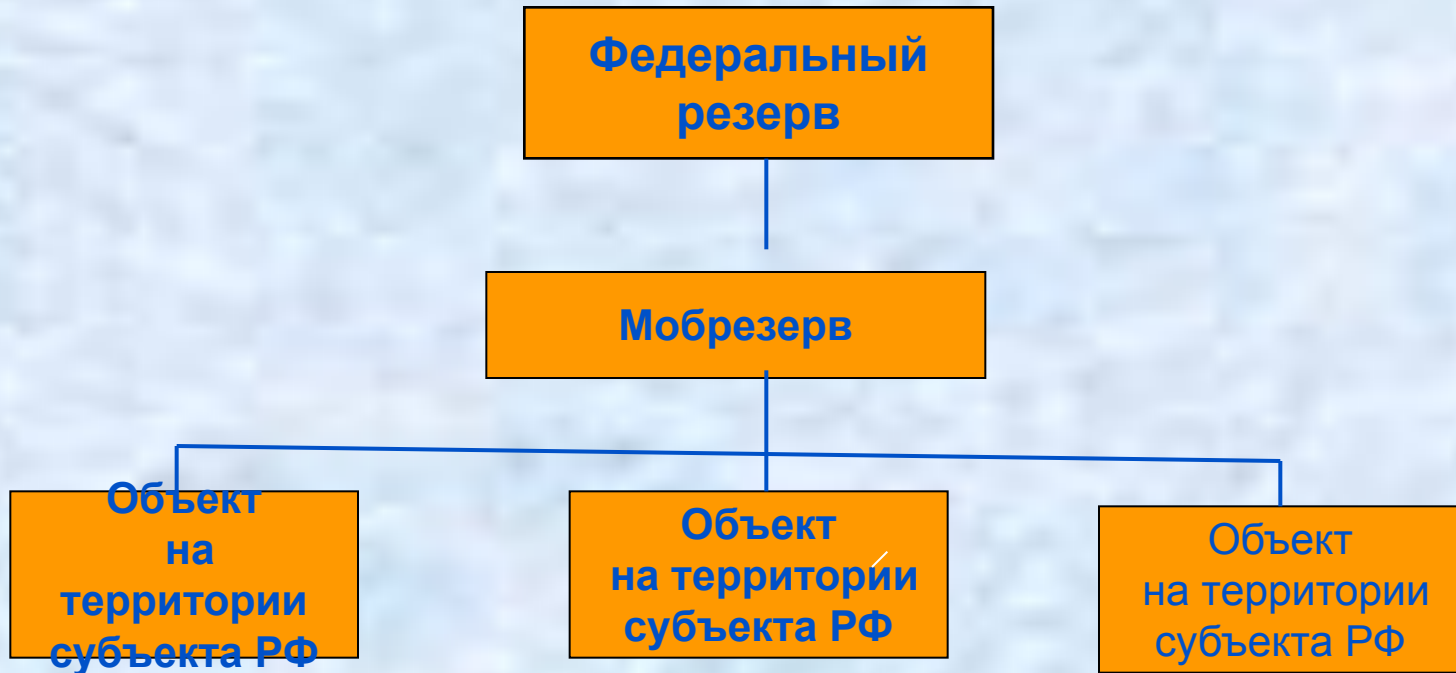 Федеральный
резерв
Мобрезерв
Объект
на
территории
субъекта РФ
Объект
на территории
субъекта РФ
Объект
на территории
субъекта РФ